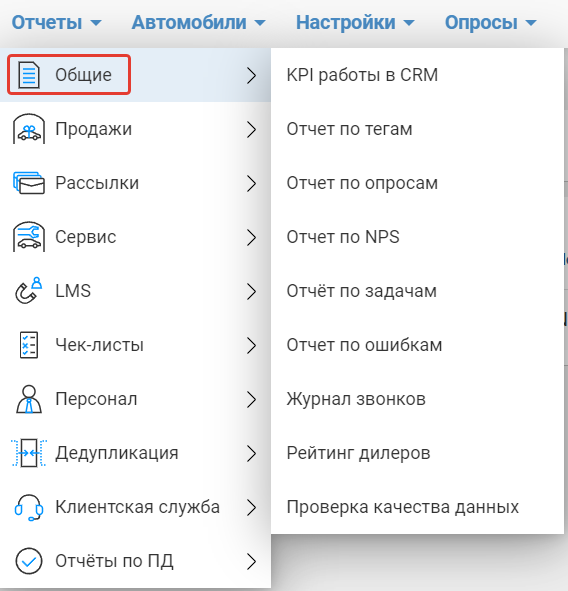 Отчеты Автомобили Настройки Опросы
Общие
Продажи
Рассылки
Сервис
LMS
Чек-листы
Персонал
Дедупликация
Клиентская служба
Отчёты по ПД
KPI работы в CRM
Отчет по тегам
Отчет по опросам
Отчет по NPS
Отчёт по задачам
Отчет по ошибкам
Журнал звонков
Рейтинг дилеров
Проверка качества данных